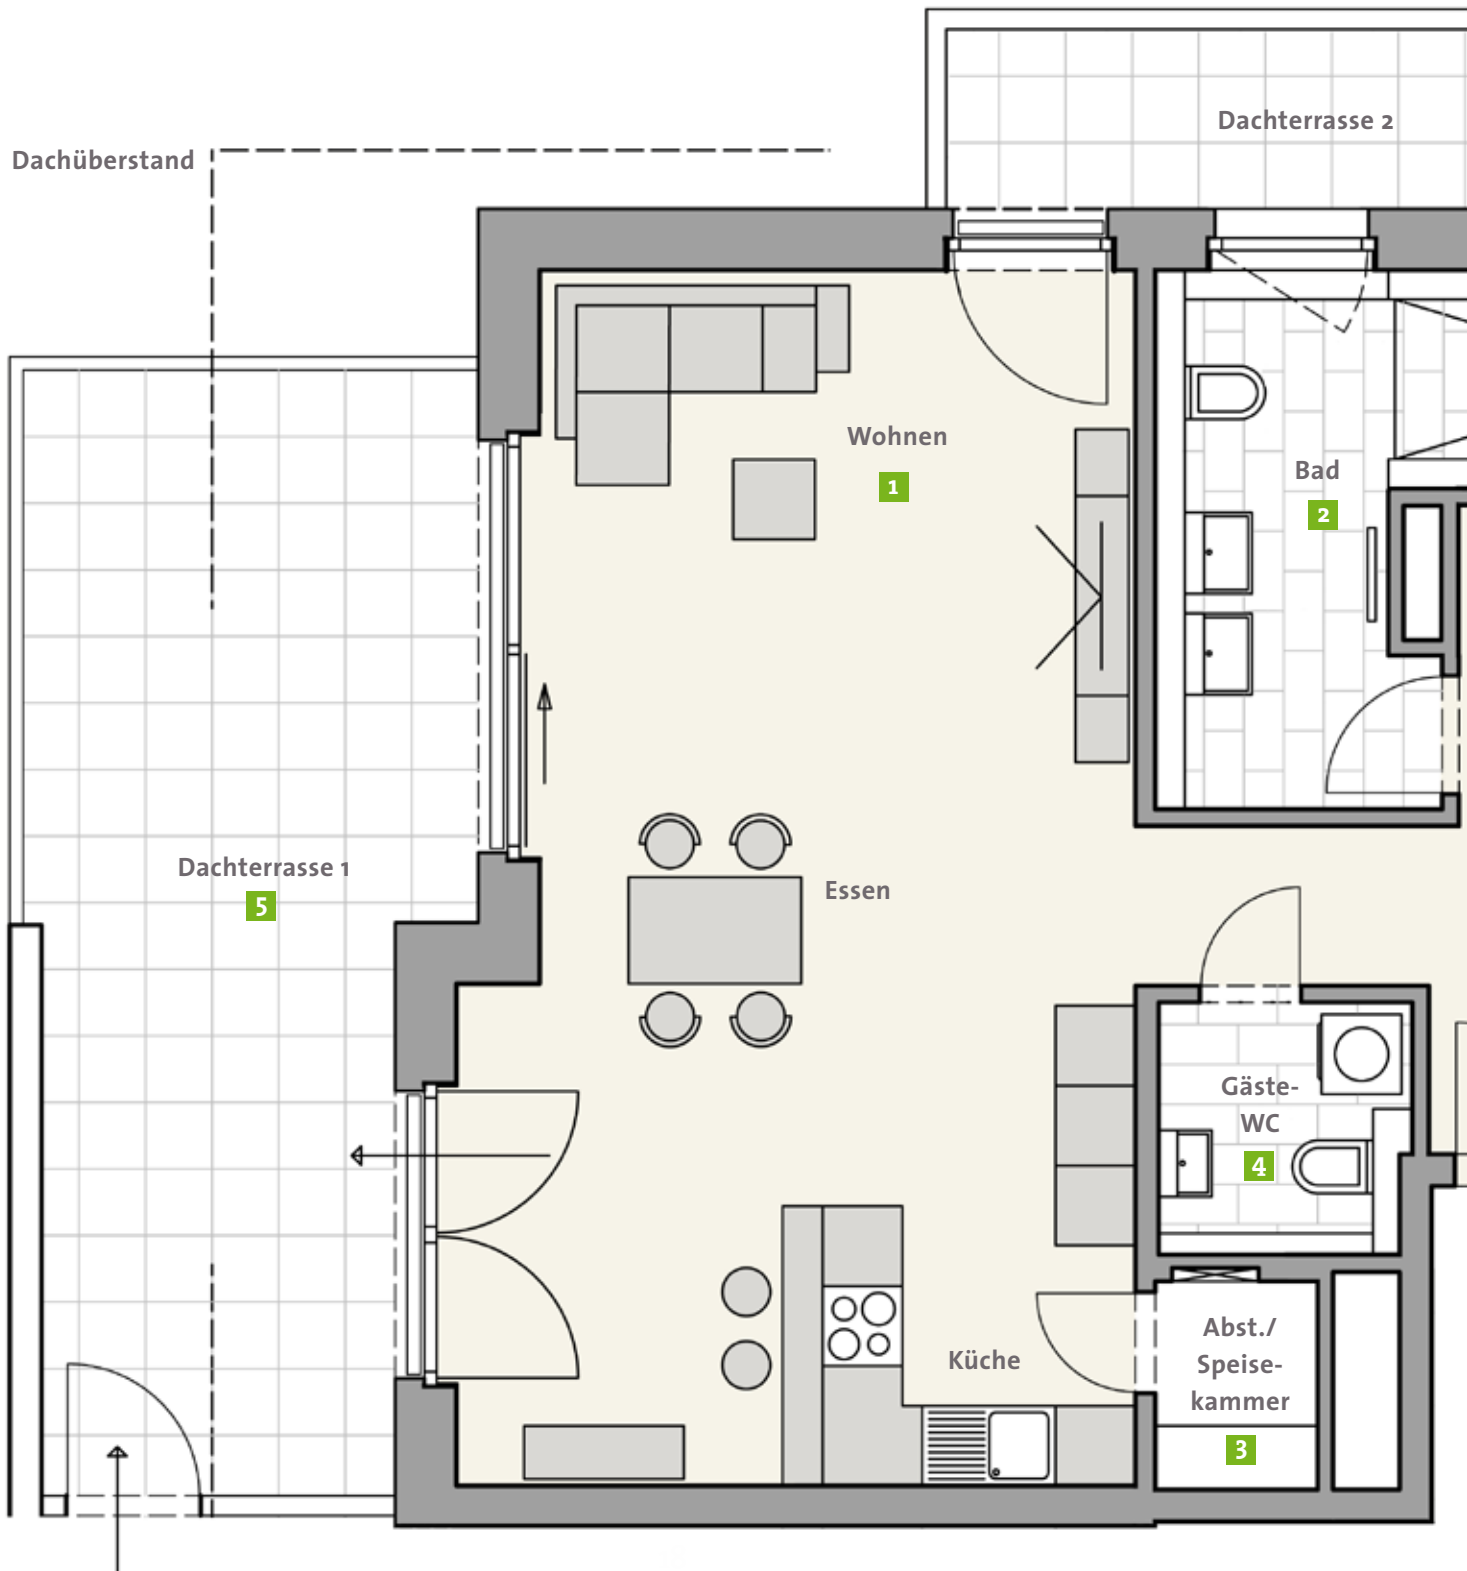 Dachterrasse 2
Dachüberstand
Wohnen
1
Bad
2
Dachterrasse 1
5
Essen
Gäste-
WC
4
Küche
Abst./
Speise-
kammer
3